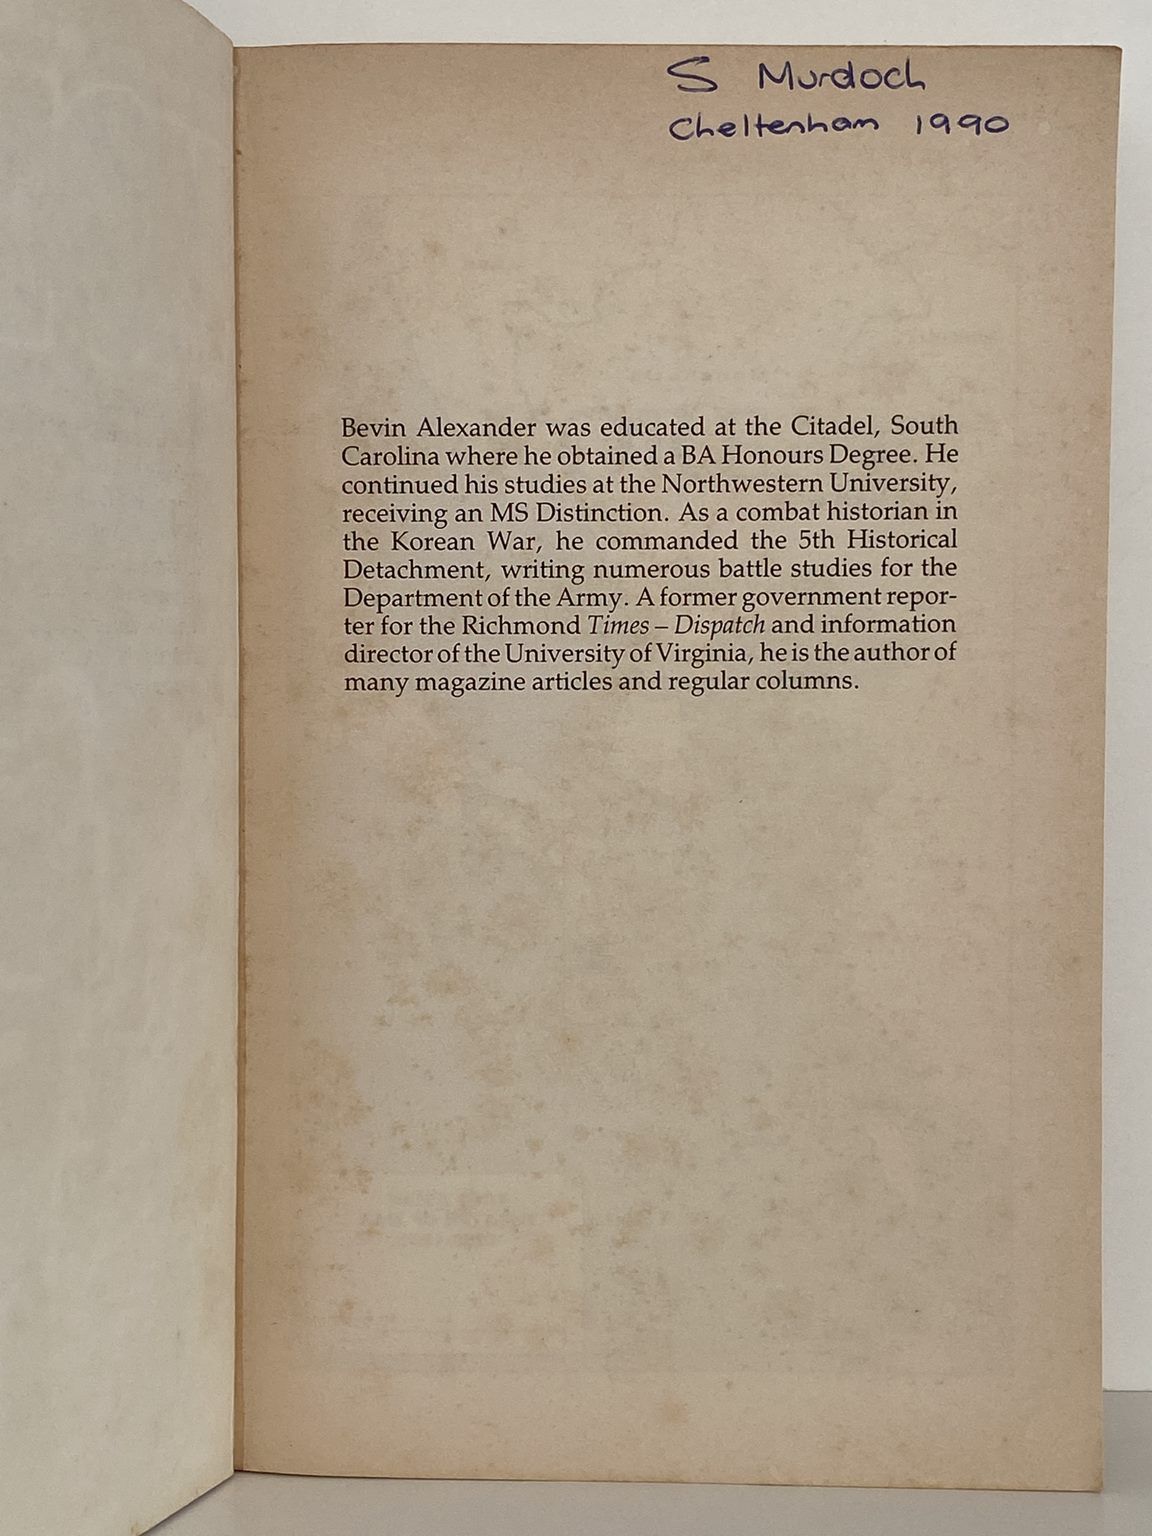 S Murdoch
Cheltenham 1990
Bevin Alexander was educated at the Citadel, South
Carolina where he obtained a BA Honours Degree. He
continued his studies at the Northwestern University,
receiving an MS Distinction. As a combat historian in
the Korean War, he commanded the 5th Historical
Detachment, writing numerous battle studies for the
Department of the Army. A former government repor-
ter for the Richmond Times – Dispatch and information
director of the University of Virginia, he is the author of
many magazine articles and regular columns.